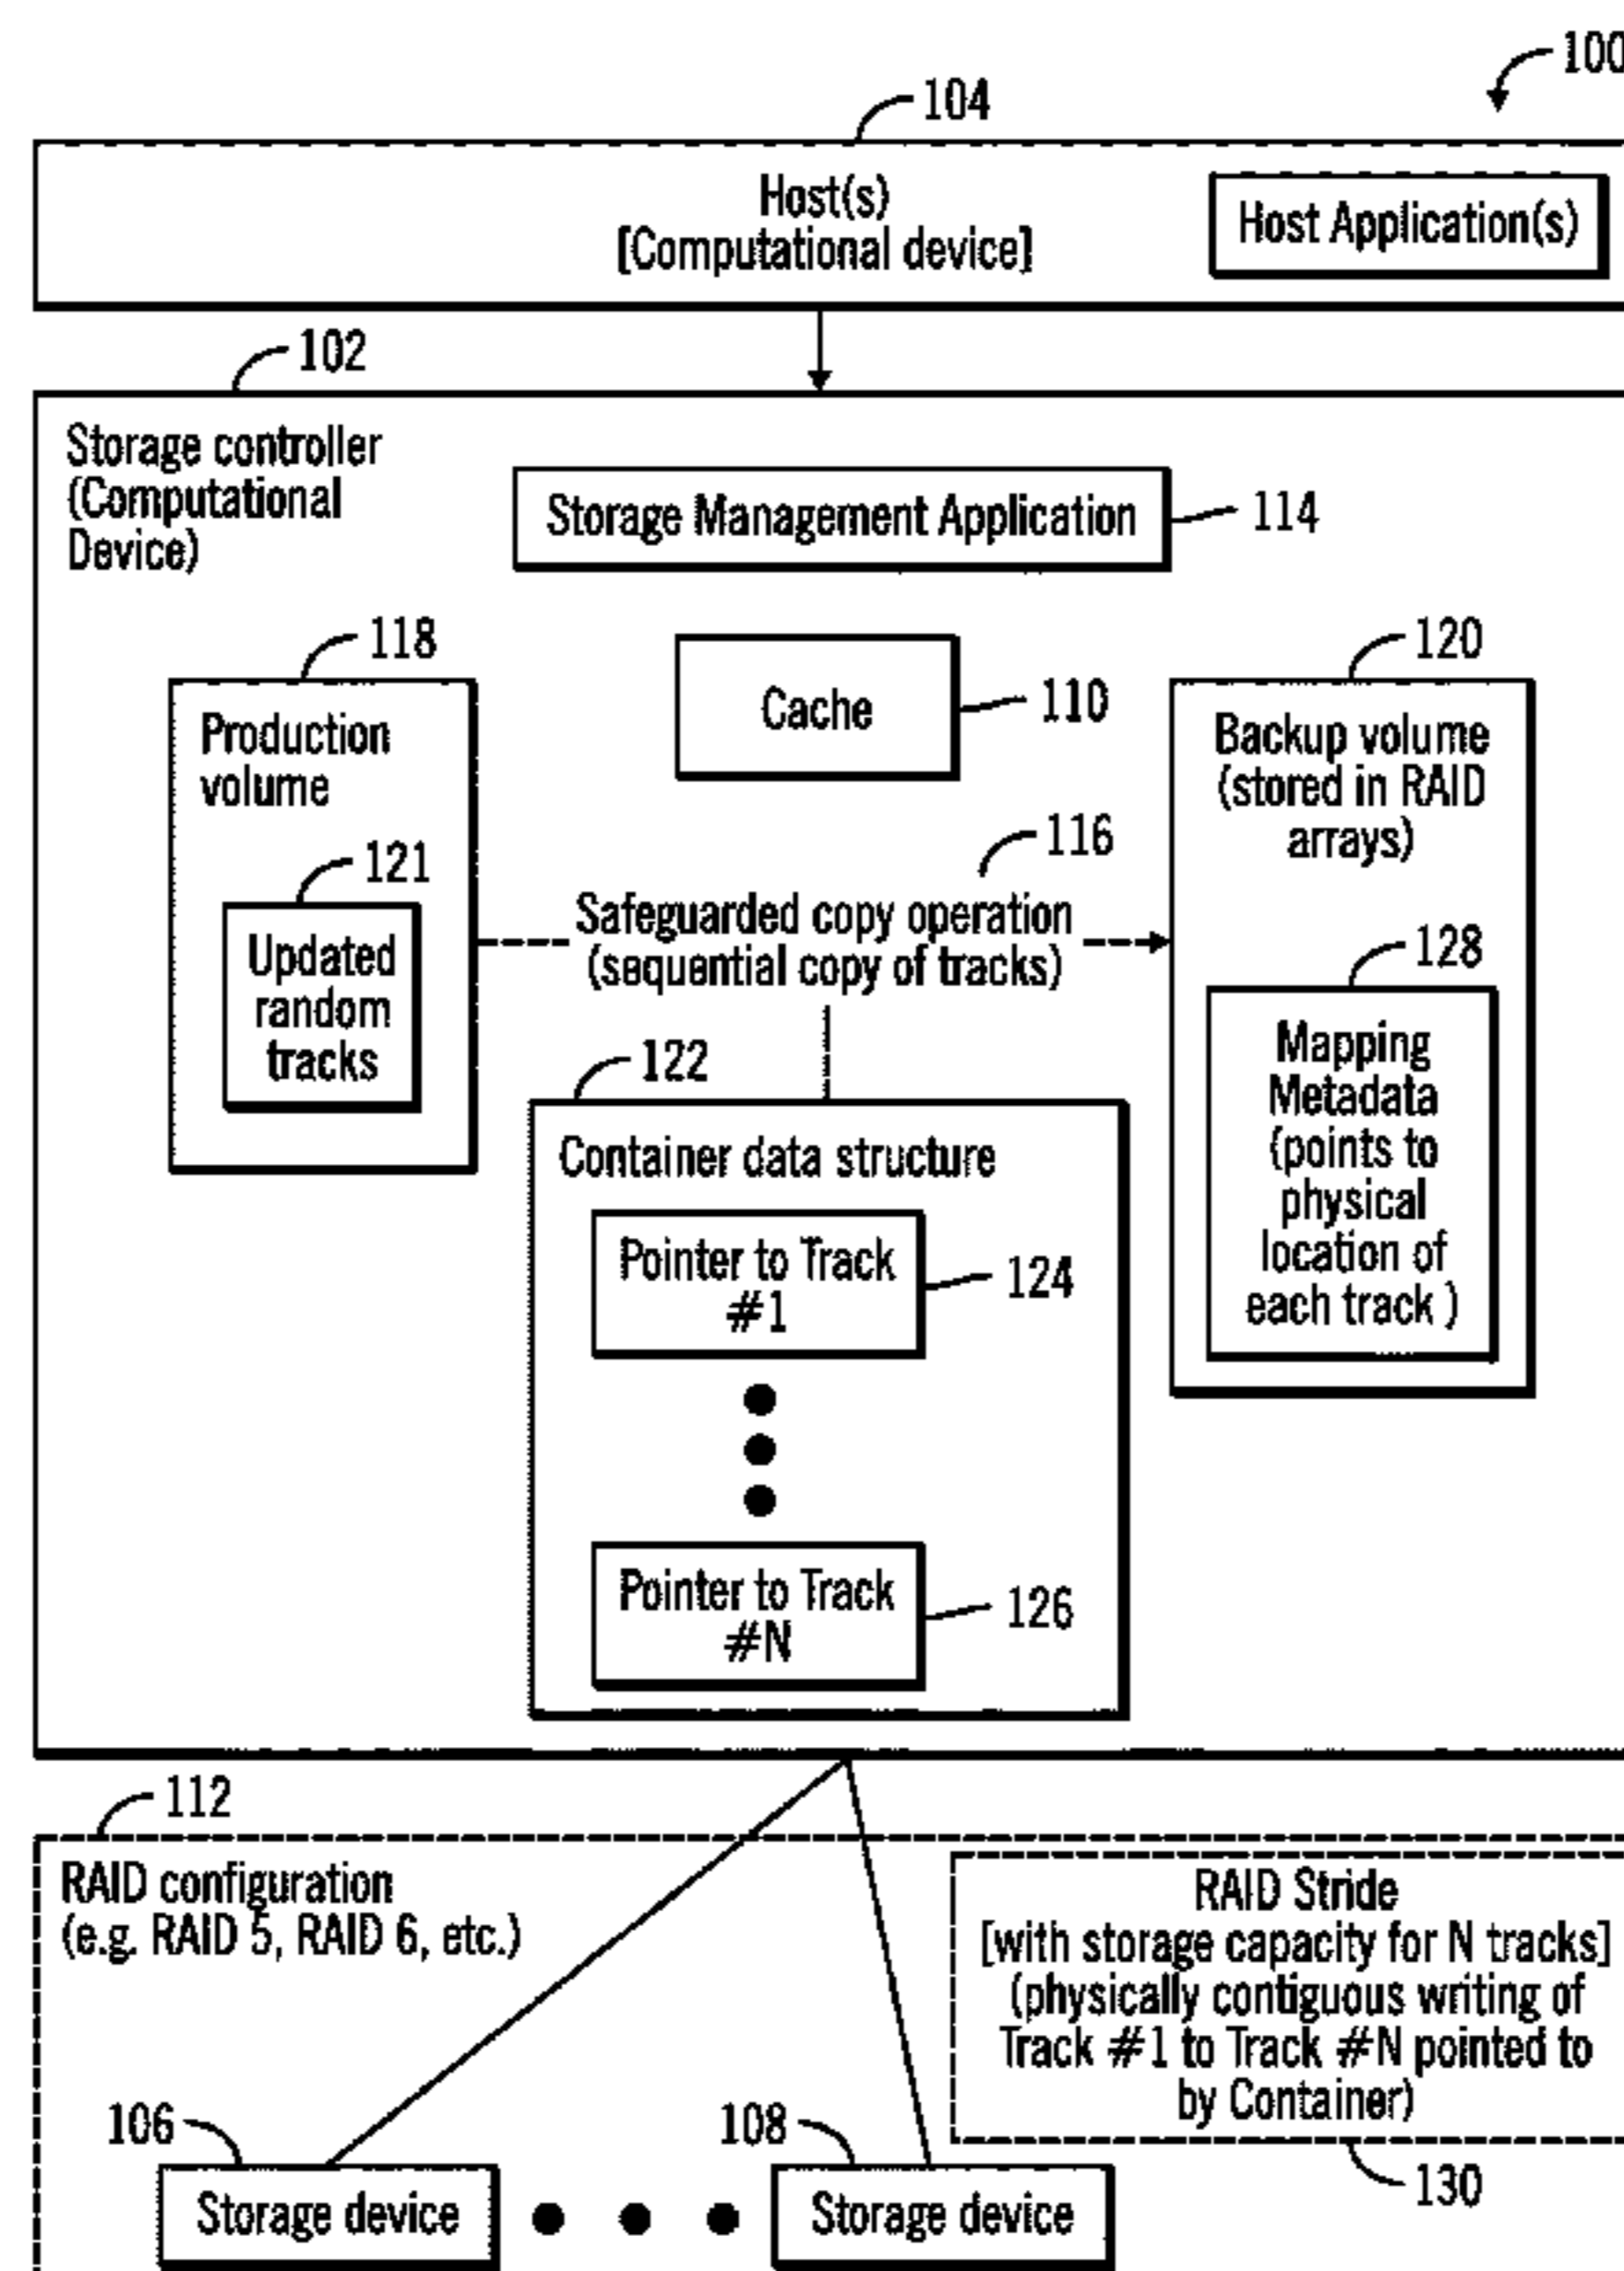 100
104
Host(s)
[Computational device]
Host Application(s)
102
Storage controller
(Computational
Device)
Storage Management Application
114
118
Production
volume
121
Updated
random
tracks
Cache
110
120
Backup volume
(stored in RAID
arrays)
116
Safeguarded copy operation
(sequential copy of tracks)
128
Mapping
Metadata
(points to
physical
location of
each track )
122
Container data structure
Pointer to Track
#1
124
Pointer to Track
#N
126
112
RAID configuration
(e.g. RAID 5, RAID 6, etc.)
RAID Stride
[with storage capacity for N tracks]
(physically contiguous writing of
Track #1 to Track #N pointed to
by Container)
130
106
Storage device
108
Storage device